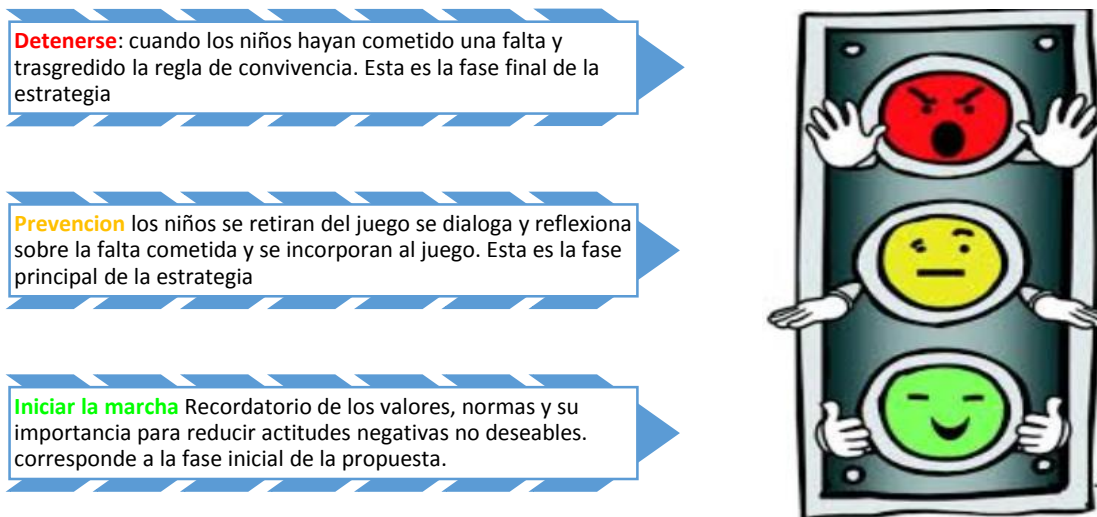 Detenerse: cuando los niños hayan cometido una falta y
trasgredido la regla de convivencia. Esta es la fase final de la
estrategia
Prevencion los niños se retiran del juego se dialoga y reflexiona
sobre la falta cometida y se incorporan al juego. Esta es la fase
principal de la estrategia
Iniciar la marcha Recordatorio de los valores, normas y su
importancia para reducir actitudes negativas no deseables.
corresponde a la fase inicial de la propuesta.